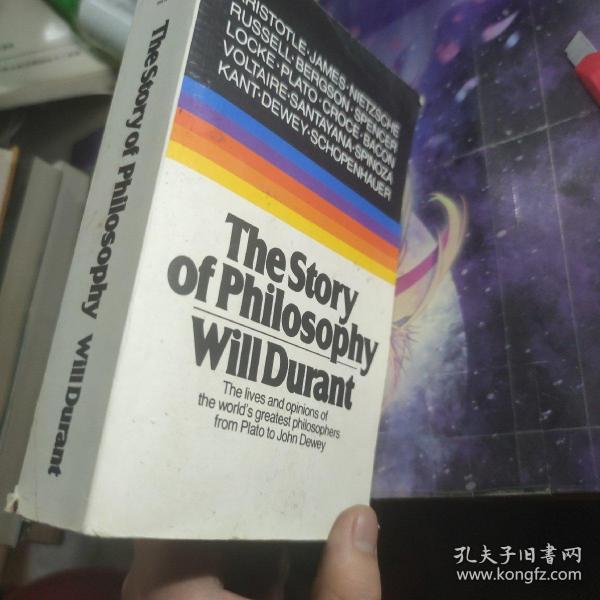 ARISTOTLE·JAMES·NIETZSCHE
RUSSELL·BERGSON·SPENCER
LOCKE·PLATO·CROCE·BACON
VOLTAIRE·SANTAYANA·SPINOZA
KANT·DEWEY·SCHOPENHAUER
The Story
of Philosophy
Will Durant
The lives and opinions of
the world's greatest philosophers
from Plato to John Dewey
The Story of Philosophy Will Durant
孔夫子旧書网
www.kongfz.com